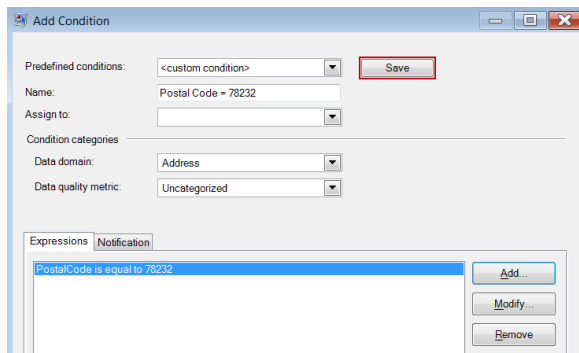 Add Condition
Predefined conditions: <custom condition> Save
Name: Postal Code = 78232
Assign to:
Condition categories
Data domain: Address
Data quality metric: Uncategorized
Expressions Notification
PostalCode is equal to 78232
Add...
Modify...
Remove